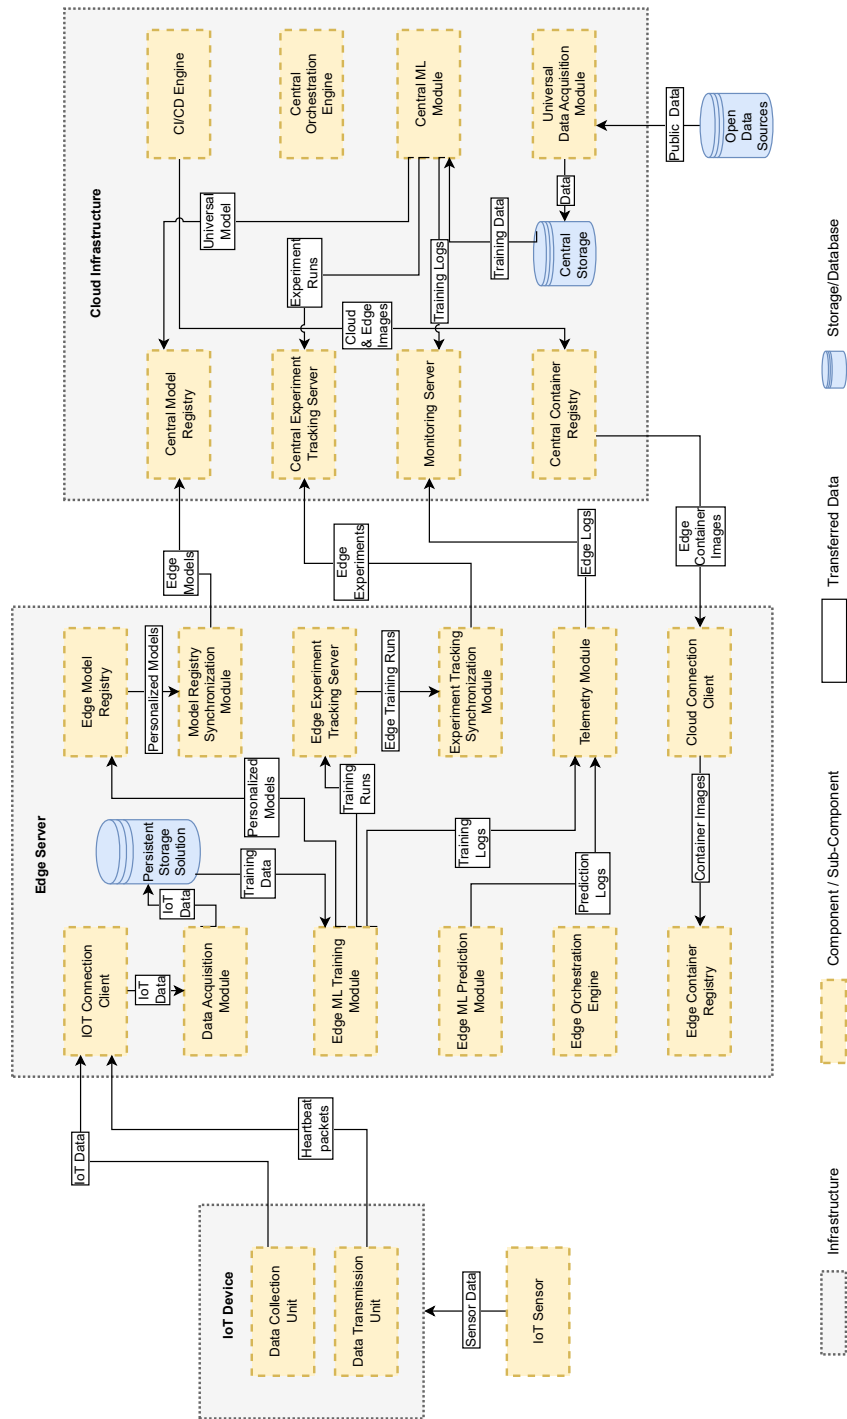 IoT Device
Data Collection
Unit
Data Transmission
Unit
IoT Sensor
Sensor Data
IoT Data
Heartbeat
packets
Edge Server
IOT Connection
Client
IoT
Data
Data Acquisition
Module
IoT
Data
Persistent
Storage
Solution
Training
Data
Edge ML Training
Module
Edge ML Prediction
Module
Edge Orchestration
Engine
Edge Container
Registry
Personalized
Models
Training
Runs
Training
Logs
Prediction
Logs
Container Images
Edge Model
Registry
Personalized Models
Model Registry
Synchronization
Module
Edge Experiment
Tracking Server
Edge Training Runs
Experiment Tracking
Synchronization
Module
Telemetry Module
Cloud Connection
Client
Edge
Models
Edge
Experiments
Edge Logs
Edge
Container
Images
Cloud Infrastructure
Central Model
Registry
Central Experiment
Tracking Server
Monitoring Server
Central Container
Registry
Universal
Model
Experiment
Runs
Cloud
& Edge
Images
Training Logs
Training Data
Central
Storage
Data
CI/CD Engine
Central
Orchestration
Engine
Central ML
Module
Universal
Data Acquisition
Module
Public Data
Open
Data
Sources
Infrastructure
Component / Sub-Component
Transferred Data
Storage/Database